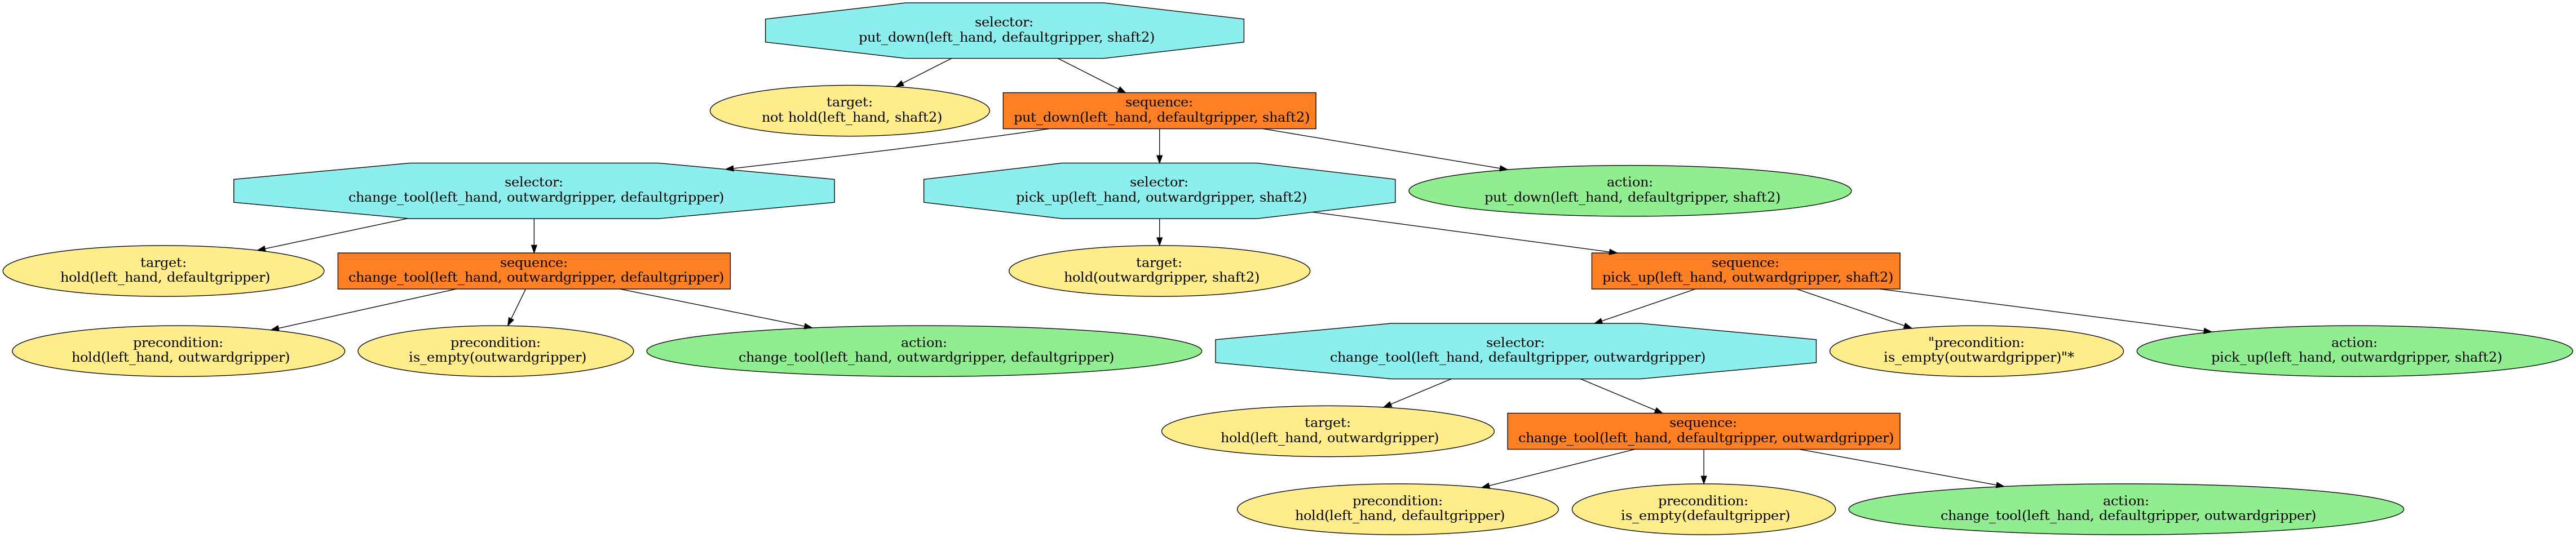 selector:
put_down(left_hand, defaultgripper, shaft2)
target:
not hold(left_hand, shaft2)
sequence:
put_down(left_hand, defaultgripper, shaft2)
selector:
change_tool(left_hand, outwardgripper, defaultgripper)
selector:
pick_up(left_hand, outwardgripper, shaft2)
action:
put_down(left_hand, defaultgripper, shaft2)
target:
hold(left_hand, defaultgripper)
sequence:
change_tool(left_hand, outwardgripper, defaultgripper)
target:
hold(outwardgripper, shaft2)
sequence:
pick_up(left_hand, outwardgripper, shaft2)
precondition:
hold(left_hand, outwardgripper)
precondition:
is_empty(outwardgripper)
action:
change_tool(left_hand, outwardgripper, defaultgripper)
selector:
change_tool(left_hand, defaultgripper, outwardgripper)
"precondition:
is_empty(outwardgripper)"*
action:
pick_up(left_hand, outwardgripper, shaft2)
target:
hold(left_hand, outwardgripper)
sequence:
change_tool(left_hand, defaultgripper, outwardgripper)
precondition:
hold(left_hand, defaultgripper)
precondition:
is_empty(defaultgripper)
action:
change_tool(left_hand, defaultgripper, outwardgripper)